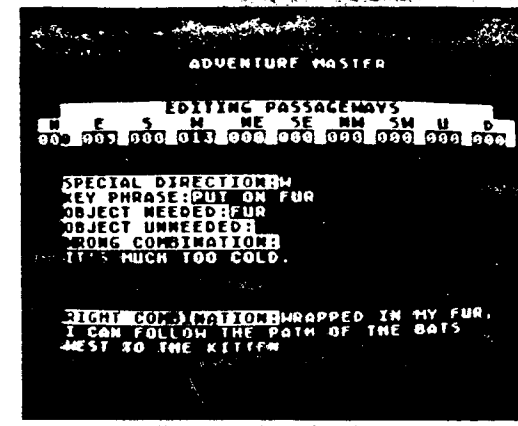 ADVENTURE MASTER
EDITING PASSAGEWAYS
N E S W NE SE NW SW U D
000 009 000 013 000 000 000 000 000 000
SPECIAL DIRECTION:W
KEY PHRASE:PUT ON FUR
OBJECT NEEDED:FUR
OBJECT UNNEEDED:
WRONG COMBINATION:
IT'S MUCH TOO COLD.
RIGHT COMBINATION:WRAPPED IN MY FUR,
I CAN FOLLOW THE PATH OF THE BATS
WEST TO THE KITTEN